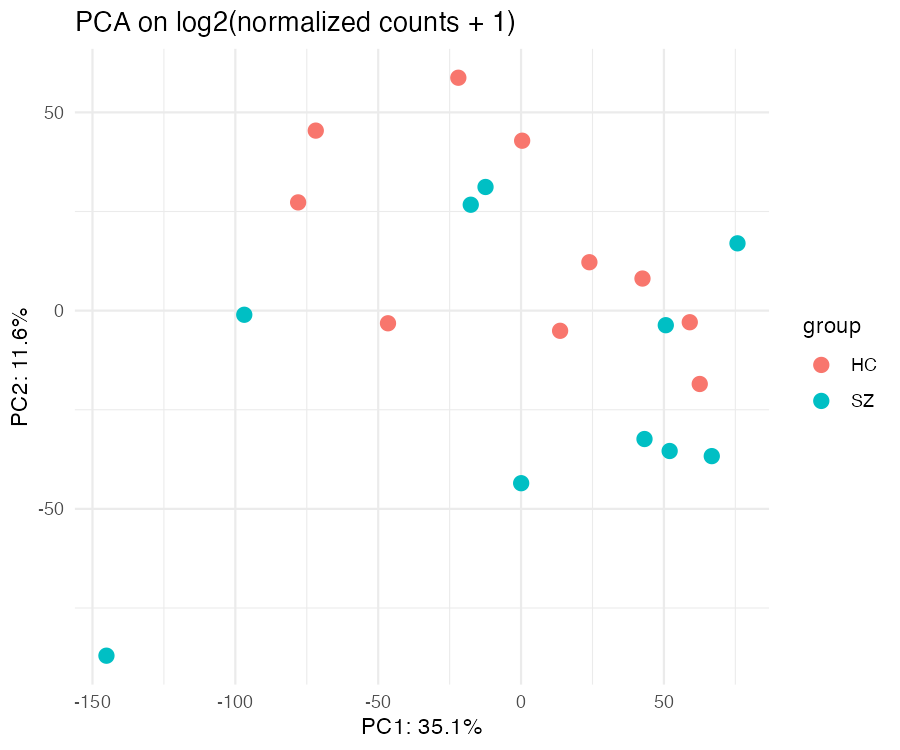 PCA on log2(normalized counts + 1)
50
0
-50
PC2: 11.6%
-150
-100
-50
0
50
PC1: 35.1%
group
HC
SZ